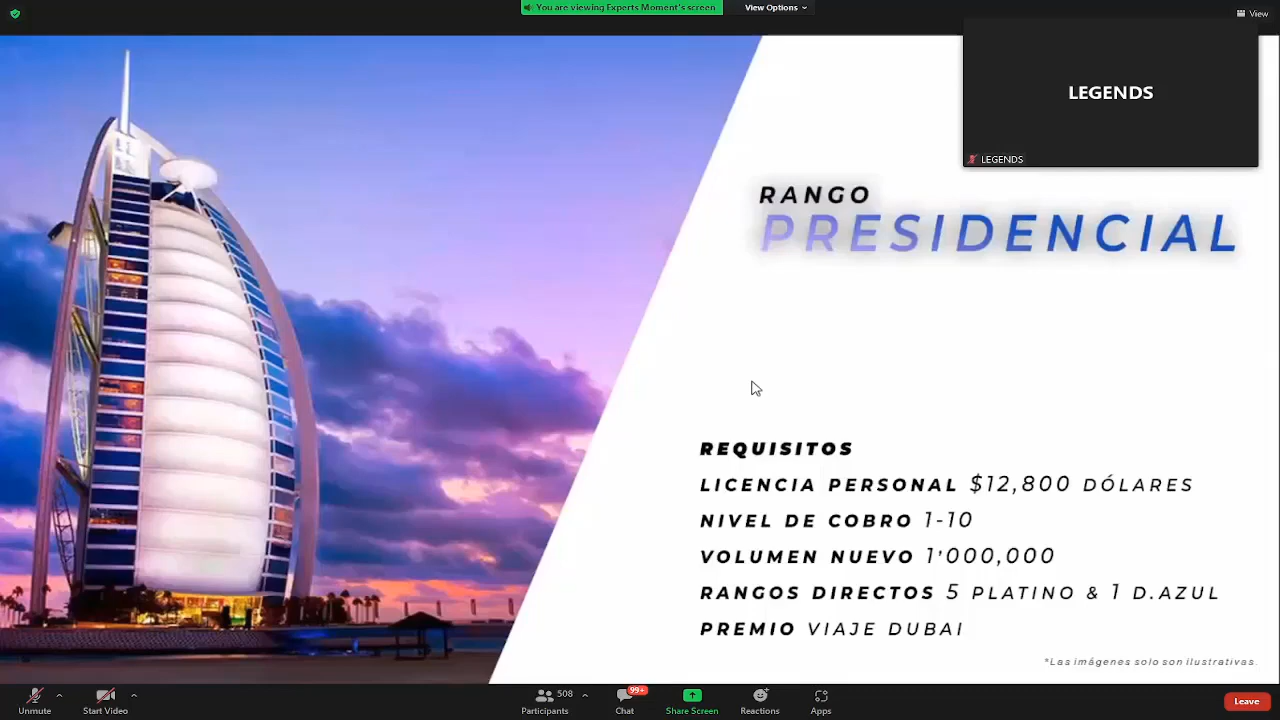 You are viewing Experts Moment's screen
View Options
View
LEGENDS
LEGENDS
RANGO
PRESIDENCIAL
REQUISITOS
LICENCIA PERSONAL $12,800 DÓLARES
NIVEL DE COBRO 1-10
VOLUMEN NUEVO 1'000,000
RANGOS DIRECTOS 5 PLATINO & 1 D.AZUL
PREMIO VIAJE DUBAI
*Las imágenes solo son ilustrativas.
Unmute
Start Video
508
Participants
99+
Chat
Share Screen
Reactions
Apps
Leave